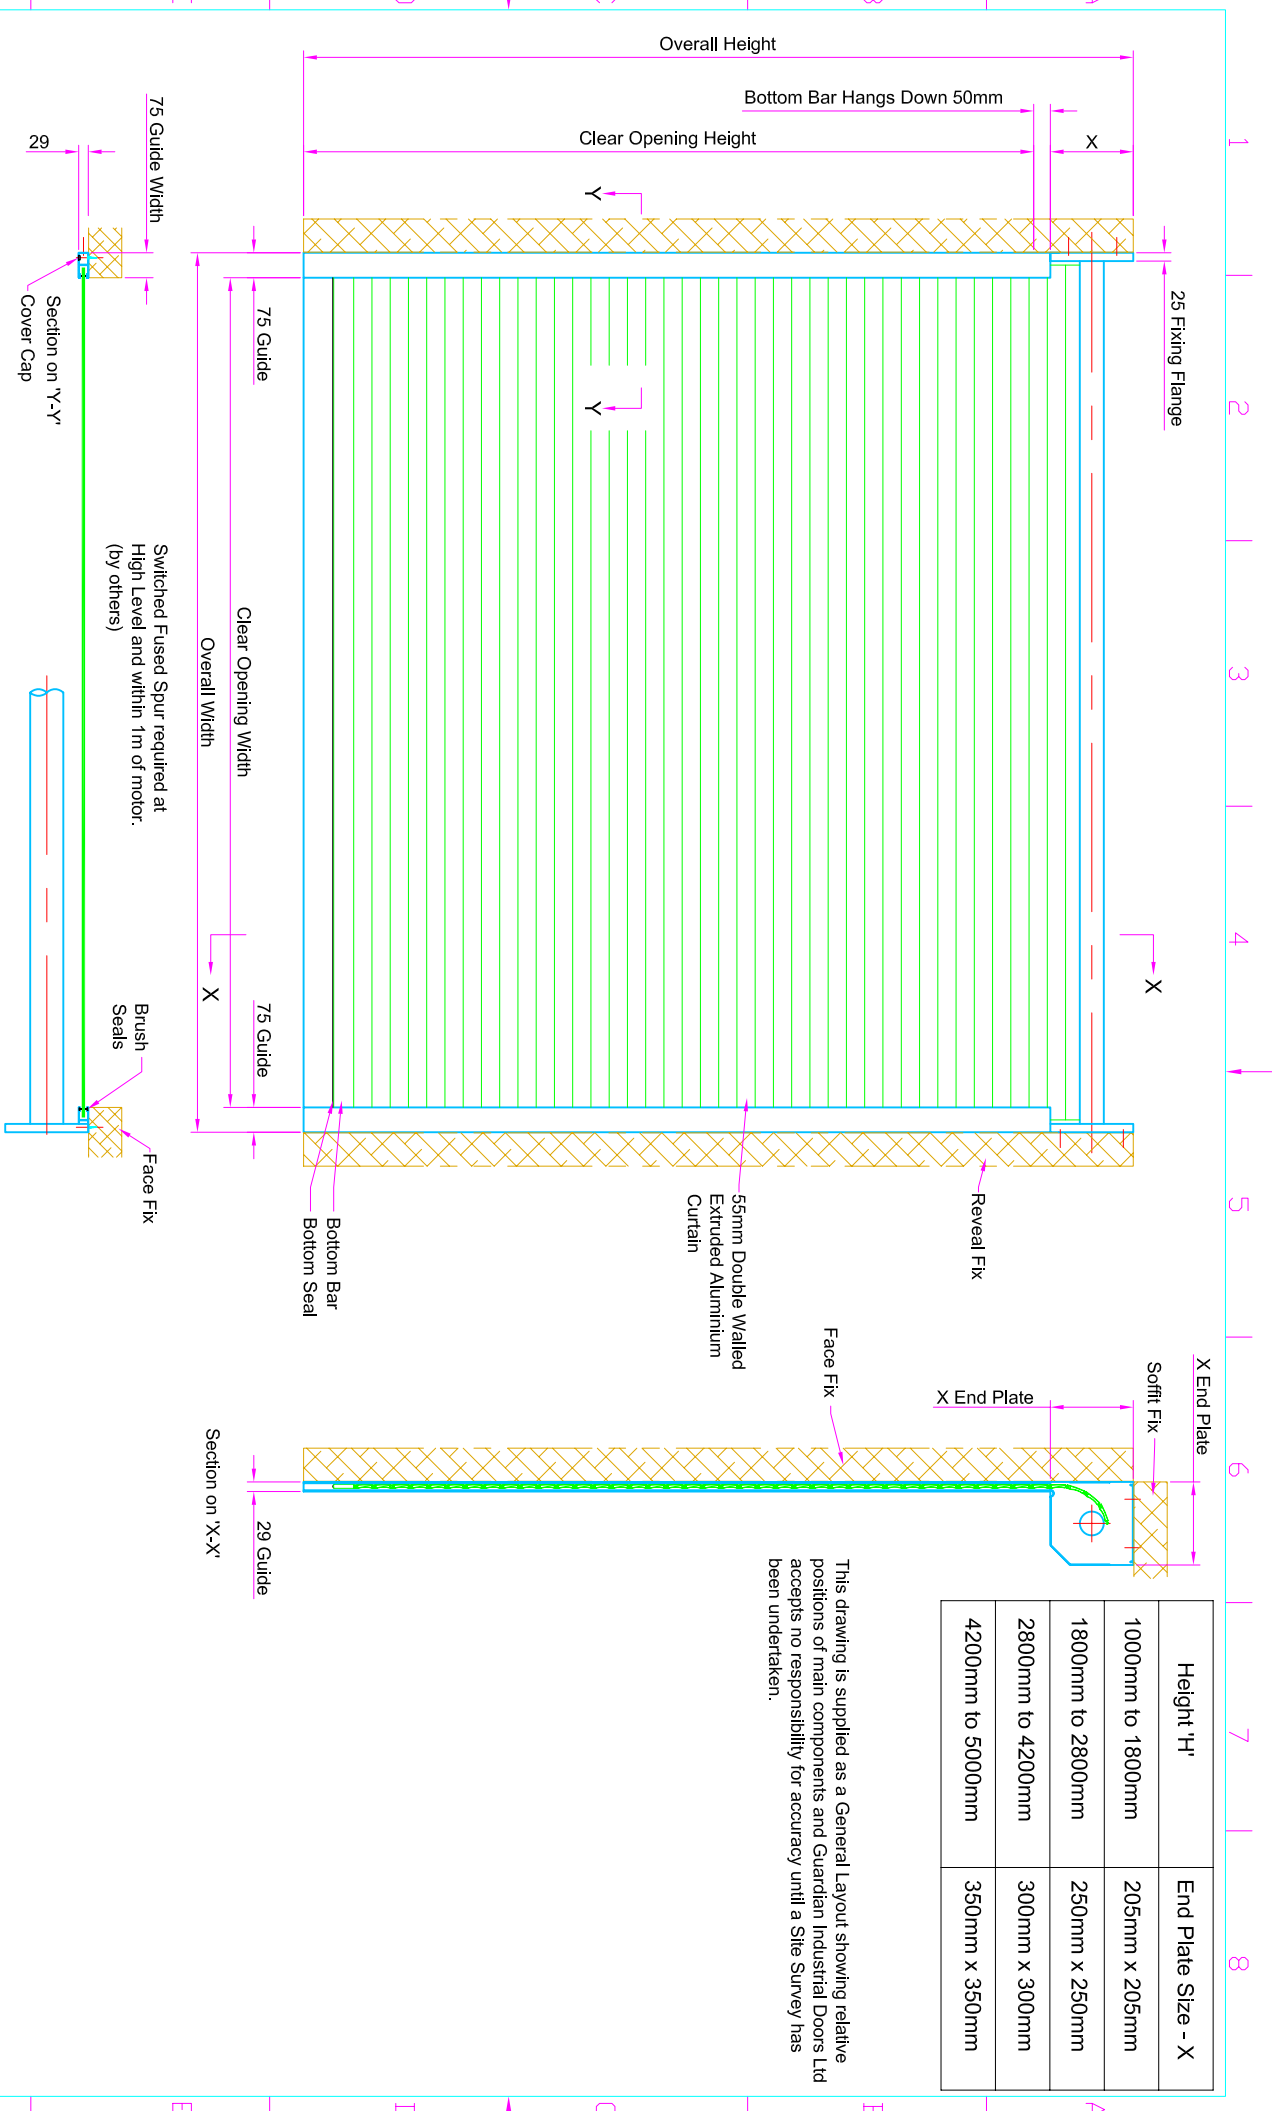 1
2
3
4
5
6
7
8
Overall Height
Bottom Bar Hangs Down 50mm
Clear Opening Height
X
Y
Y
25 Fixing Flange
75 Guide Width
29
75 Guide
Section on 'Y-Y'
Cover Cap
Switched Fused Spur required at
High Level and within 1m of motor.
(by others)
Clear Opening Width
Overall Width
X
X
75 Guide
Brush
Seals
Face Fix
Bottom Bar
Bottom Seal
55mm Double Walled
Extruded Aluminium
Curtain
Reveal Fix
Face Fix
X End Plate
Soffit Fix
X End Plate
Section on 'X-X'
29 Guide
Height 'H'
End Plate Size - X
1000mm to 1800mm
205mm x 205mm
1800mm to 2800mm
250mm x 250mm
2800mm to 4200mm
300mm x 300mm
4200mm to 5000mm
350mm x 350mm
This drawing is supplied as a General Layout showing relative
positions of main components and Guardian Industrial Doors Ltd
accepts no responsibility for accuracy until a Site Survey has
been undertaken.